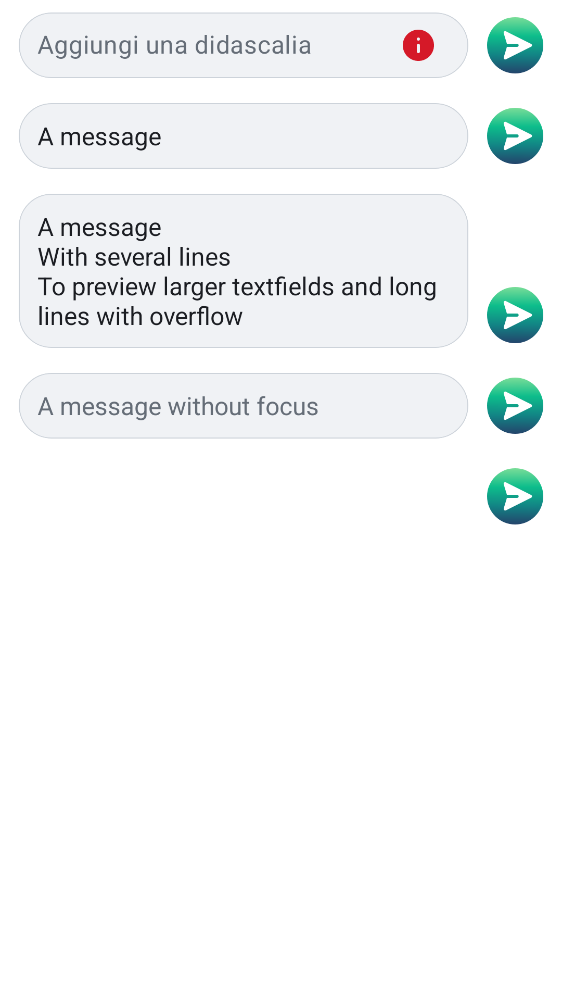 Aggiungi una didascalia
A message
A message
With several lines
To preview larger textfields and long
lines with overflow
A message without focus